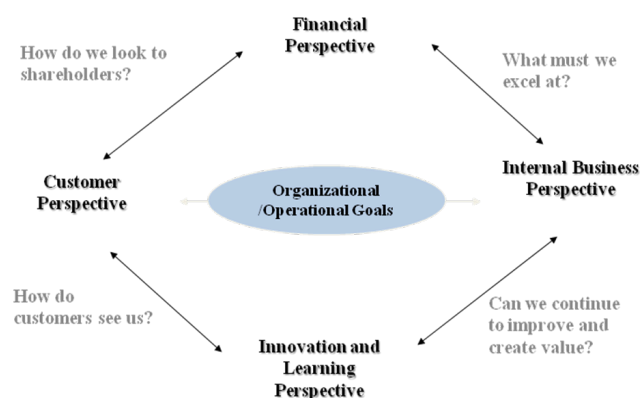 Financial
Perspective
How do we look to
shareholders?
What must we
excel at?
Customer
Perspective
Organizational
/Operational Goals
Internal Business
Perspective
How do
customers see us?
Can we continue
to improve and
create value?
Innovation and
Learning
Perspective